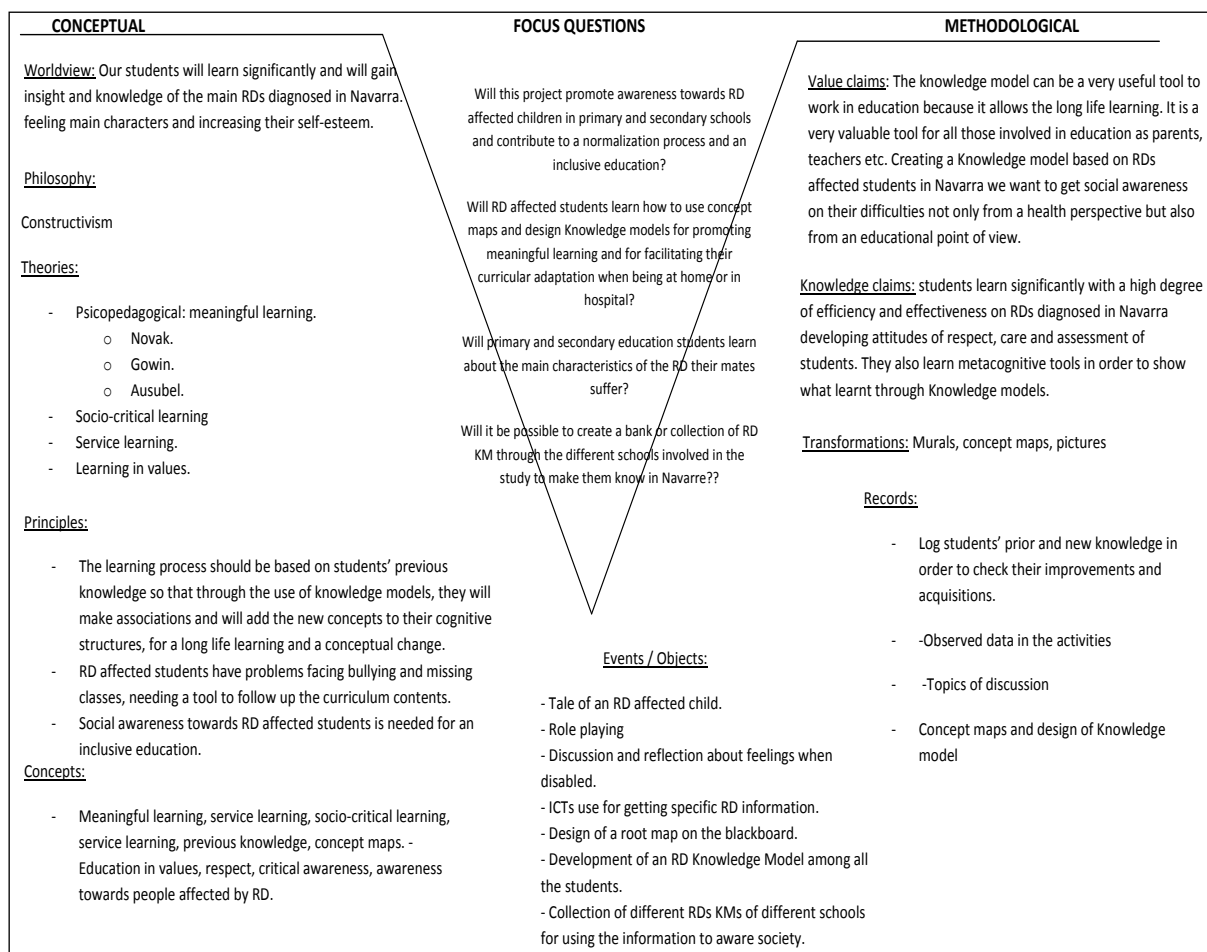 CONCEPTUAL
Worldview: Our students will learn significantly and will gain
insight and knowledge of the main RDs diagnosed in Navarra.
feeling main characters and increasing their self-esteem.
Philosophy:
Constructivism
Theories:
- Psicopedagogical: meaningful learning.
o Novak.
o Gowin.
o Ausubel.
- Socio-critical learning
- Service learning.
- Learning in values.
Principles:
- The learning process should be based on students' previous
knowledge so that through the use of knowledge models, they will
make associations and will add the new concepts to their cognitive
structures, for a long life learning and a conceptual change.
- RD affected students have problems facing bullying and missing
classes, needing a tool to follow up the curriculum contents.
- Social awareness towards RD affected students is needed for an
inclusive education.
Concepts:
- Meaningful learning, service learning, socio-critical learning,
service learning, previous knowledge, concept maps. -
Education in values, respect, critical awareness, awareness
towards people affected by RD.
FOCUS QUESTIONS
Will this project promote awareness towards RD
affected children in primary and secondary schools
and contribute to a normalization process and an
inclusive education?
Will RD affected students learn how to use concept
maps and design Knowledge models for promoting
meaningful learning and for facilitating their
curricular adaptation when being at home or in
hospital?
Will primary and secondary education students learn
about the main characteristics of the RD their mates
suffer?
Will it be possible to create a bank or collection of RD
KM through the different schools involved in the
study to make them know in Navarre??
Events / Objects:
- Tale of an RD affected child.
- Role playing
- Discussion and reflection about feelings when
disabled.
- ICTs use for getting specific RD information.
- Design of a root map on the blackboard.
- Development of an RD Knowledge Model among all
the students.
- Collection of different RDs KMs of different schools
for using the information to aware society.
METHODOLOGICAL
Value claims: The knowledge model can be a very useful tool to
work in education because it allows the long life learning. It is a
very valuable tool for all those involved in education as parents,
teachers etc. Creating a Knowledge model based on RDs
affected students in Navarra we want to get social awareness
on their difficulties not only from a health perspective but also
from an educational point of view.
Knowledge claims: students learn significantly with a high degree
of efficiency and effectiveness on RDs diagnosed in Navarra
developing attitudes of respect, care and assessment of
students. They also learn metacognitive tools in order to show
what learnt through Knowledge models.
Transformations: Murals, concept maps, pictures
Records:
- Log students' prior and new knowledge in
order to check their improvements and
acquisitions.
- -Observed data in the activities
- -Topics of discussion
- Concept maps and design of Knowledge
model